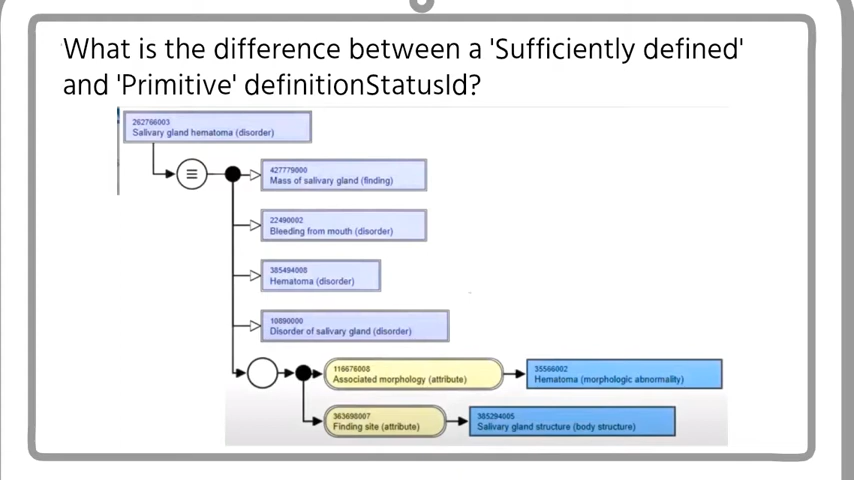 What is the difference between a 'Sufficiently defined'
and 'Primitive' definitionStatusId?
262766003
Salivary gland hematoma (disorder)
≡
427779000
Mass of salivary gland (finding)
22490002
Bleeding from mouth (disorder)
385494008
Hematoma (disorder)
10890000
Disorder of salivary gland (disorder)
116676008
Associated morphology (attribute)
35566002
Hematoma (morphologic abnormality)
363698007
Finding site (attribute)
385294005
Salivary gland structure (body structure)